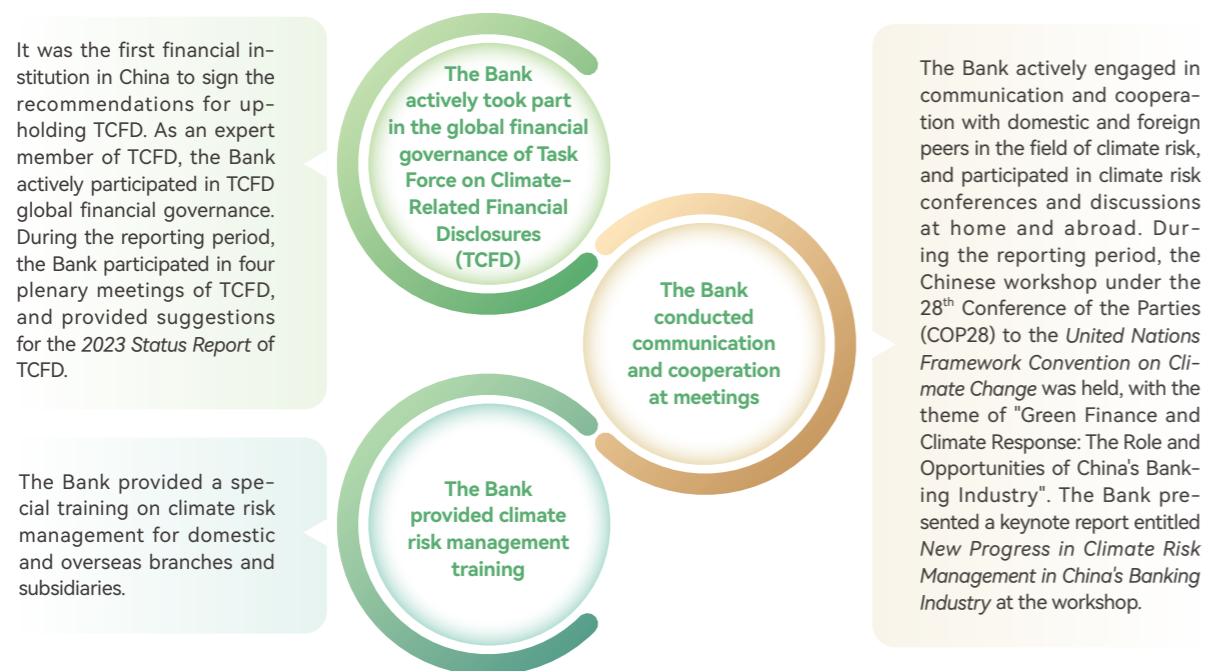 It was the first financial in-
stitution in China to sign the
recommendations for up-
holding TCFD. As an expert
member of TCFD, the Bank
actively participated in TCFD
global financial governance.
During the reporting period,
the Bank participated in four
plenary meetings of TCFD,
and provided suggestions
for the 2023 Status Report of
TCFD.
The Bank
actively took part
in the global financial
governance of Task
Force on Climate-
Related Financial
Disclosures
(TCFD)
The Bank
conducted
communication
and cooperation
at meetings
The Bank actively engaged in
communication and coopera-
tion with domestic and foreign
peers in the field of climate risk,
and participated in climate risk
conferences and discussions
at home and abroad. Dur-
ing the reporting period, the
Chinese workshop under the
28th Conference of the Parties
(COP28) to the United Nations
Framework Convention on Cli-
mate Change was held, with the
theme of "Green Finance and
Climate Response: The Role and
Opportunities of China's Bank-
ing Industry". The Bank pre-
sented a keynote report entitled
New Progress in Climate Risk
Management in China's Banking
Industry at the workshop.
The Bank provided a spe-
cial training on climate risk
management for domestic
and overseas branches and
subsidiaries.
The Bank
provided climate
risk management
training